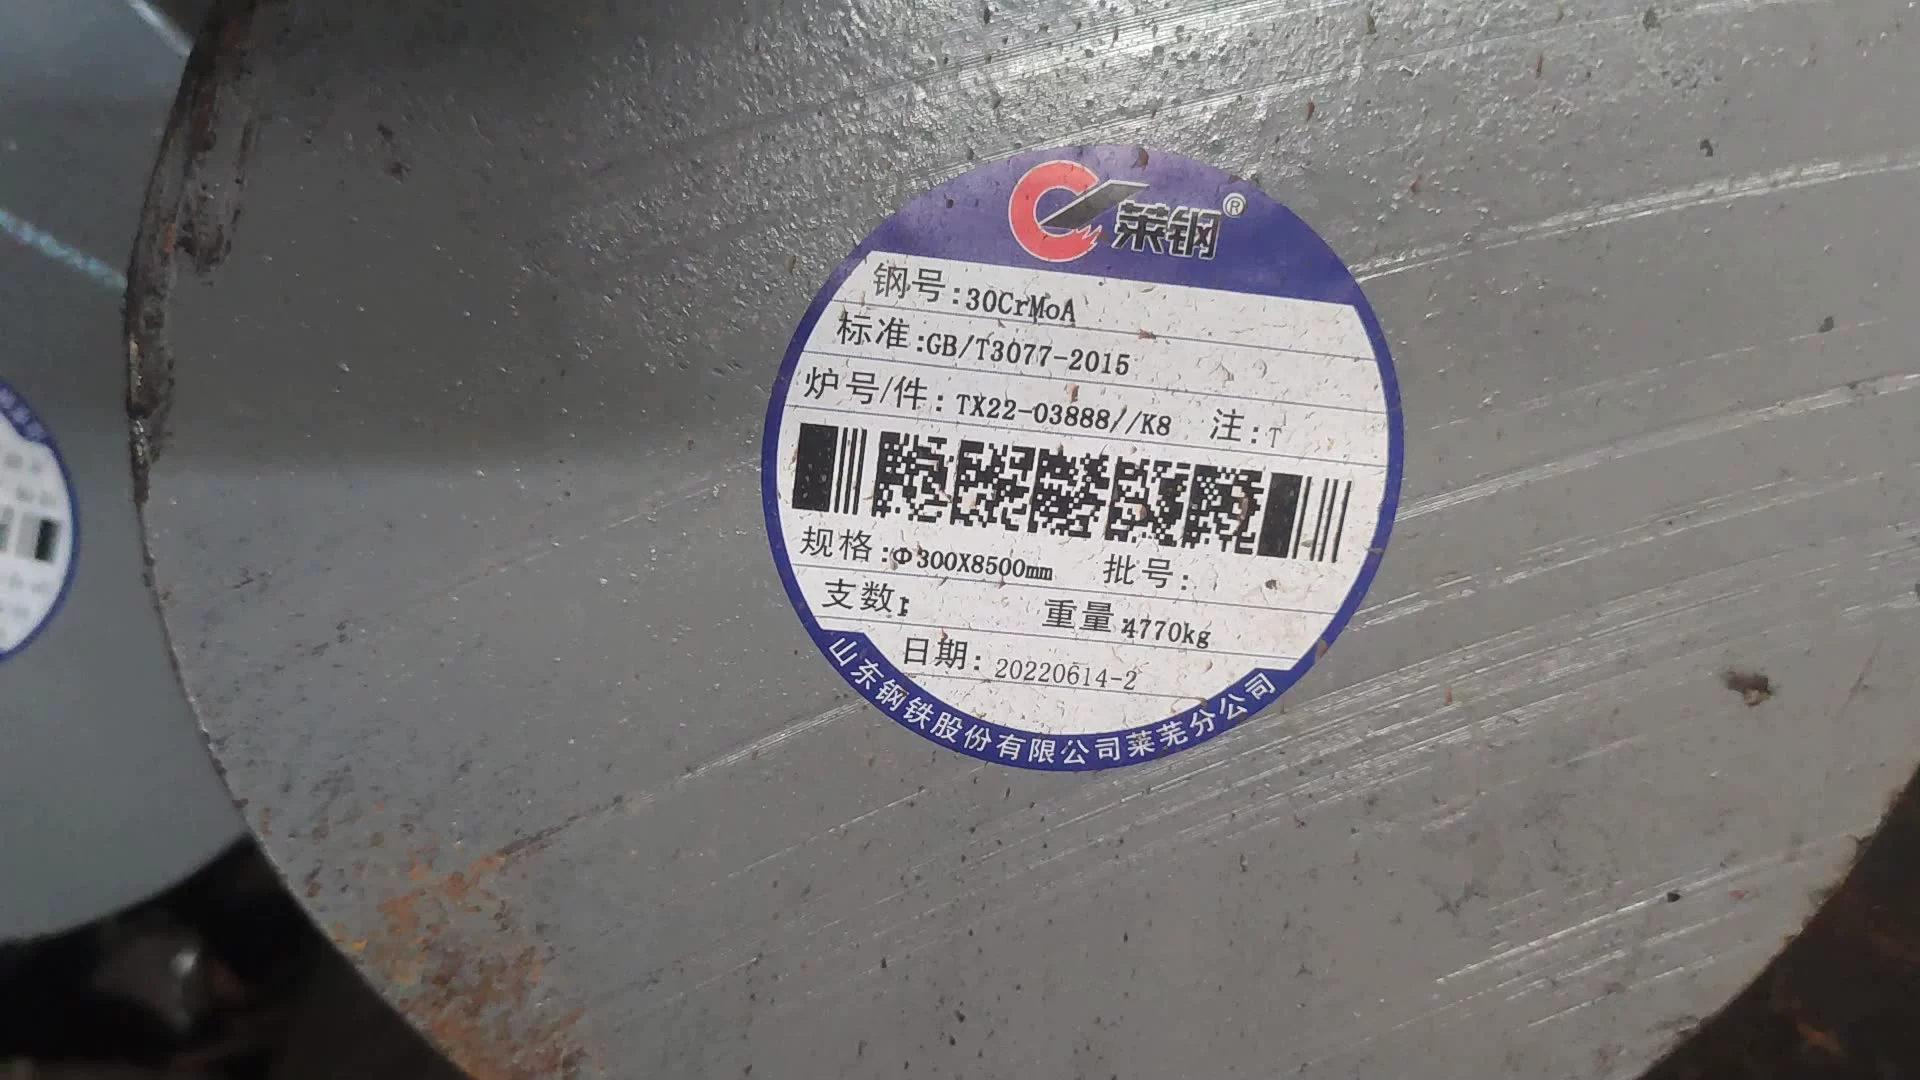 莱钢®
钢号:30CrMoA
标准:GB/T3077-2015
炉号/件:TX22-03888//K8 注:T
规格:Φ300X8500mm 批号:
支数: 重量:4770kg
日期:20220614-2
山东钢铁股份有限公司莱芜分公司